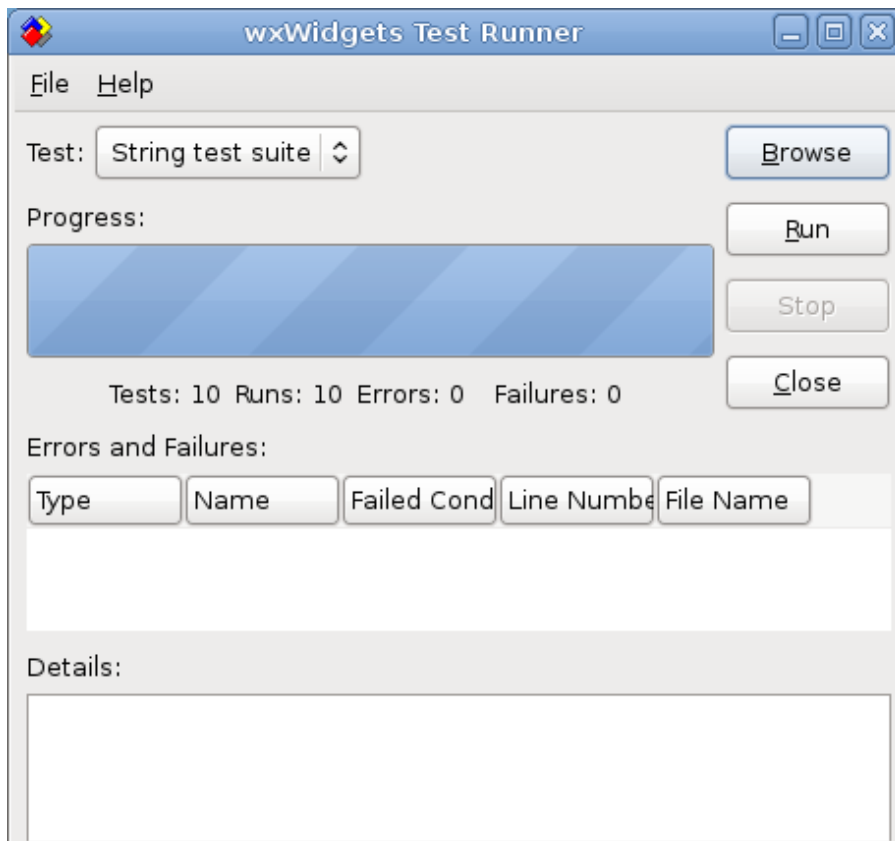 wxWidgets Test Runner
File Help
Test: String test suite Browse
Progress:
Run
Stop
Tests: 10 Runs: 10 Errors: 0 Failures: 0
Close
Errors and Failures:
Type Name Failed Cond Line Numbe File Name
Details: